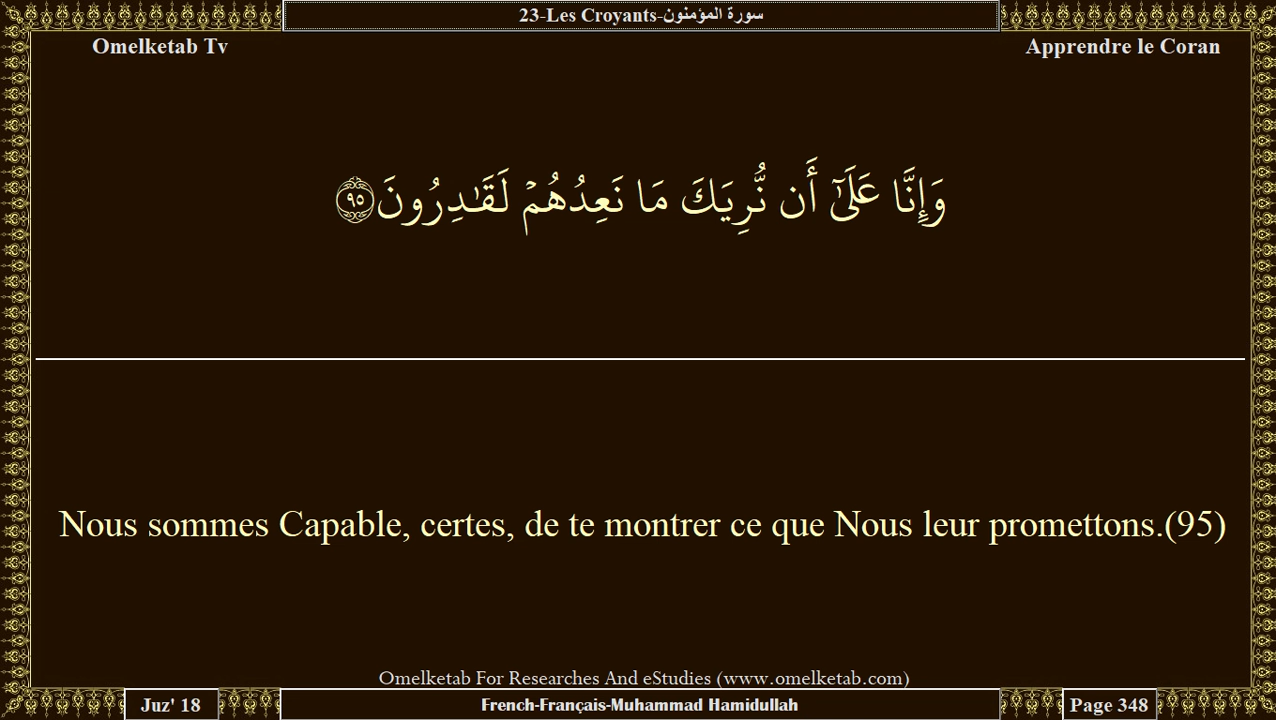 23-Les Croyants-سورة المؤمنون
Omelketab Tv
Apprendre le Coran
وَإِنَّا عَلَىٰٓ أَن نُّرِيَكَ مَا نَعِدُهُمۡ لَقَـٰدِرُونَ ٩٥
Nous sommes Capable, certes, de te montrer ce que Nous leur promettons.(95)
Omelketab For Researches And eStudies (www.omelketab.com)
Juz' 18
French-Français-Muhammad Hamidullah
Page 348